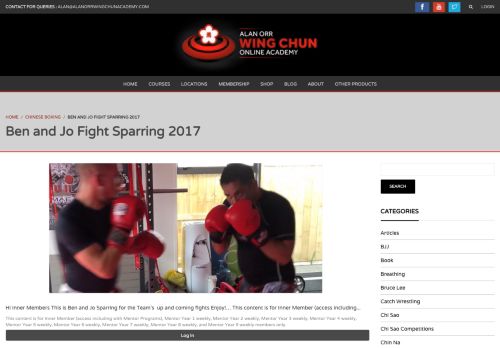 CONTACT FOR QUERIES : ALAN@ALANORRWINGCHUNACADEMY.COM
LOGIN
ALAN ORR
WING CHUN
ONLINE ACADEMY
HOME COURSES LOCATIONS MEMBERSHIP SHOP BLOG ABOUT OTHER PRODUCTS
HOME / CHINESE BOXING / BEN AND JO FIGHT SPARRING 2017
Ben and Jo Fight Sparring 2017
SEARCH
CATEGORIES
Articles
BJJ
Book
Breathing
Bruce Lee
Catch Wrestling
Chi Sao
Chi Sao Competitions
Chin Na
Hi Inner Members This is Ben and Jo Sparring for the Team's up and coming fights Enjoy!... This content is for Inner Member (access including...
This content is for Inner Member (access including with Mentor Programs), Mentor Year 1 weekly, Mentor Year 2 weekly, Mentor Year 3 weekly, Mentor Year 4 weekly,
Mentor Year 5 weekly, Mentor Year 6 weekly, Mentor Year 7 weekly, Mentor Year 8 weekly, and Mentor Year 9 weekly members only.
Log In